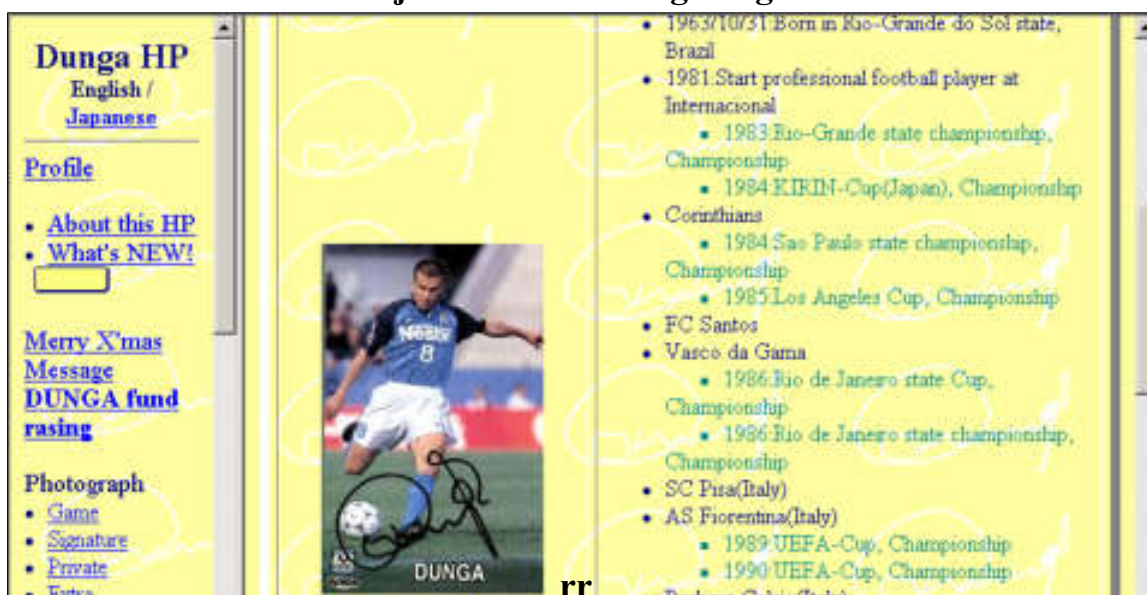 Dunga HP
English /
Japanese
Profile
• About this HP
• What's NEW!
Merry X'mas
Message
DUNGA fund
rasing
Photograph
• Game
• Signature
• Private
• Extra
8
DUNGA
rr
• 1963/10/31:Born in Rio-Grande do Sol state,
Brazil
• 1981:Start professional football player at
Internacional
▪ 1983:Rio-Grande state championship,
Championship
▪ 1984:KIRIN-Cup(Japan), Championship
• Corinthians
▪ 1984:Sao Paulo state championship,
Championship
▪ 1985:Los Angeles Cup, Championship
• FC Santos
• Vasco da Gama
▪ 1986:Rio de Janeiro state Cup,
Championship
▪ 1986:Rio de Janeiro state championship,
Championship
• SC Pisa(Italy)
• AS Fiorentina(Italy)
▪ 1989:UEFA-Cup, Championship
▪ 1990:UEFA-Cup, Championship